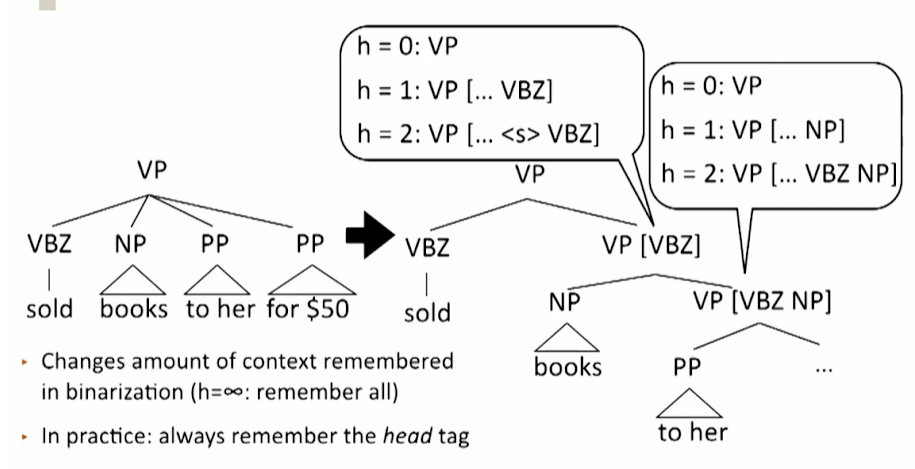 h = 0: VP
h = 1: VP [... VBZ]
h = 2: VP [... <s> VBZ]
h = 0: VP
h = 1: VP [... NP]
h = 2: VP [... VBZ NP]
VP
VBZ NP PP PP
sold books to her for $50
VP
VBZ VP [VBZ]
sold NP VP [VBZ NP]
books PP ...
to her
▸ Changes amount of context remembered
in binarization (h=∞: remember all)
▸ In practice: always remember the head tag